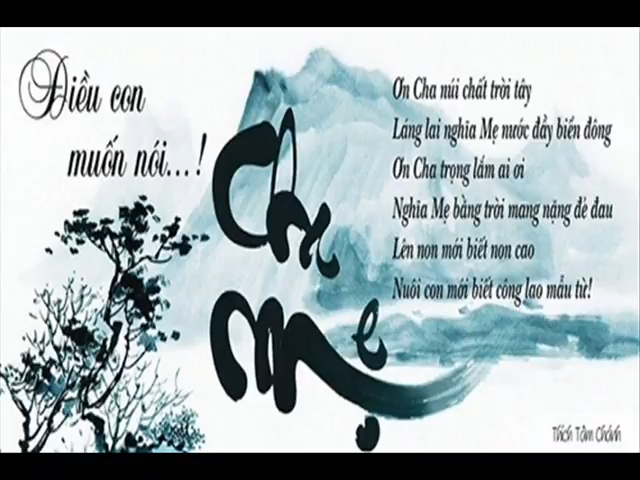 Điều con
muốn nói...!
Cha
Mẹ
Ơn Cha núi chất trời tây
Láng lai nghĩa Mẹ nước đầy biển đông
Ơn Cha trọng lắm ai ơi
Nghĩa Mẹ bằng trời mang nặng đẻ đau
Lên non mới biết non cao
Nuôi con mới biết công lao mẫu từ!
Thích Tâm Chánh